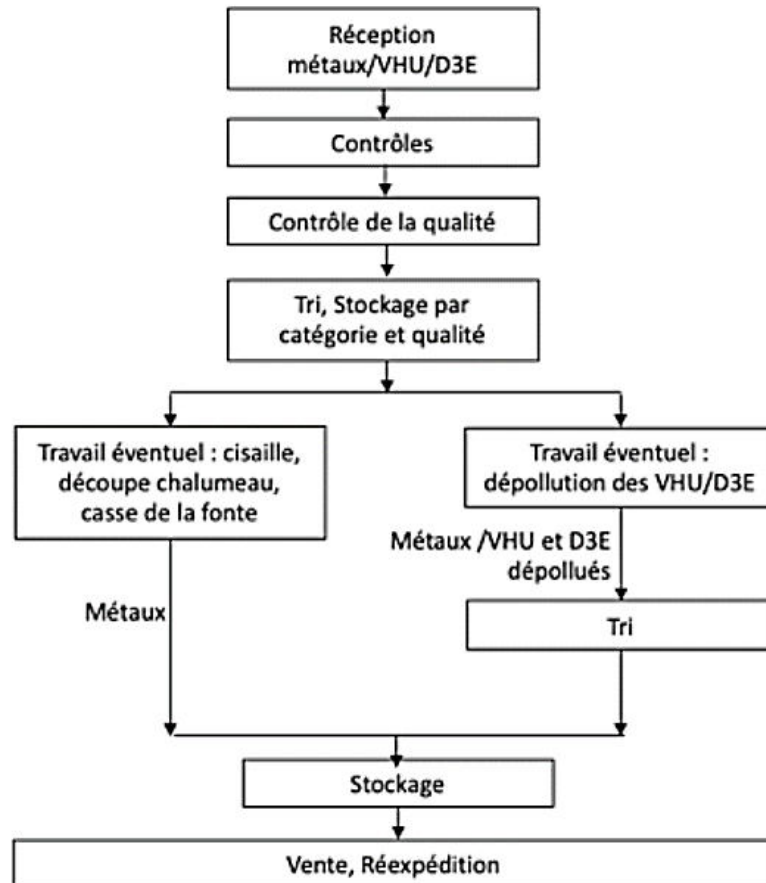 Réception
métaux/VHU/D3E
Contrôles
Contrôle de la qualité
Tri, Stockage par
catégorie et qualité
Travail éventuel : cisaille,
découpe chalumeau,
casse de la fonte
Travail éventuel :
dépollution des VHU/D3E
Métaux /VHU et D3E
dépollués
Métaux
Tri
Stockage
Vente, Réexpédition